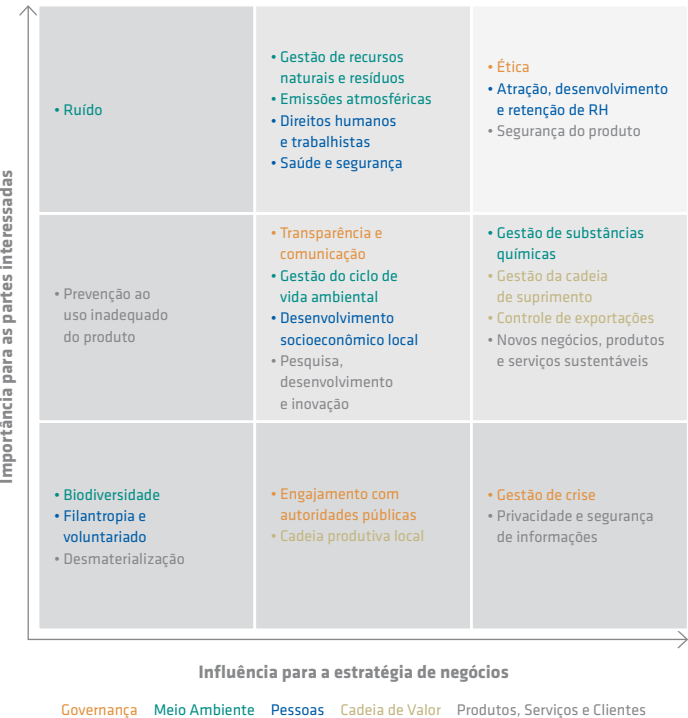 Importância para as partes interessadas
• Ruído
• Gestão de recursos
naturais e resíduos
• Emissões atmosféricas
• Direitos humanos
e trabalhistas
• Saúde e segurança
• Ética
• Atração, desenvolvimento
e retenção de RH
• Segurança do produto
• Prevenção ao
uso inadequado
do produto
• Transparência e
comunicação
• Gestão do ciclo de
vida ambiental
• Desenvolvimento
socioeconômico local
• Pesquisa,
desenvolvimento
e inovação
• Gestão de substâncias
químicas
• Gestão da cadeia
de suprimento
• Controle de exportações
• Novos negócios, produtos
e serviços sustentáveis
• Biodiversidade
• Filantropia e
voluntariado
• Desmaterialização
• Engajamento com
autoridades públicas
• Cadeia produtiva local
• Gestão de crise
• Privacidade e segurança
de informações
Influência para a estratégia de negócios
Governança Meio Ambiente Pessoas Cadeia de Valor Produtos, Serviços e Clientes